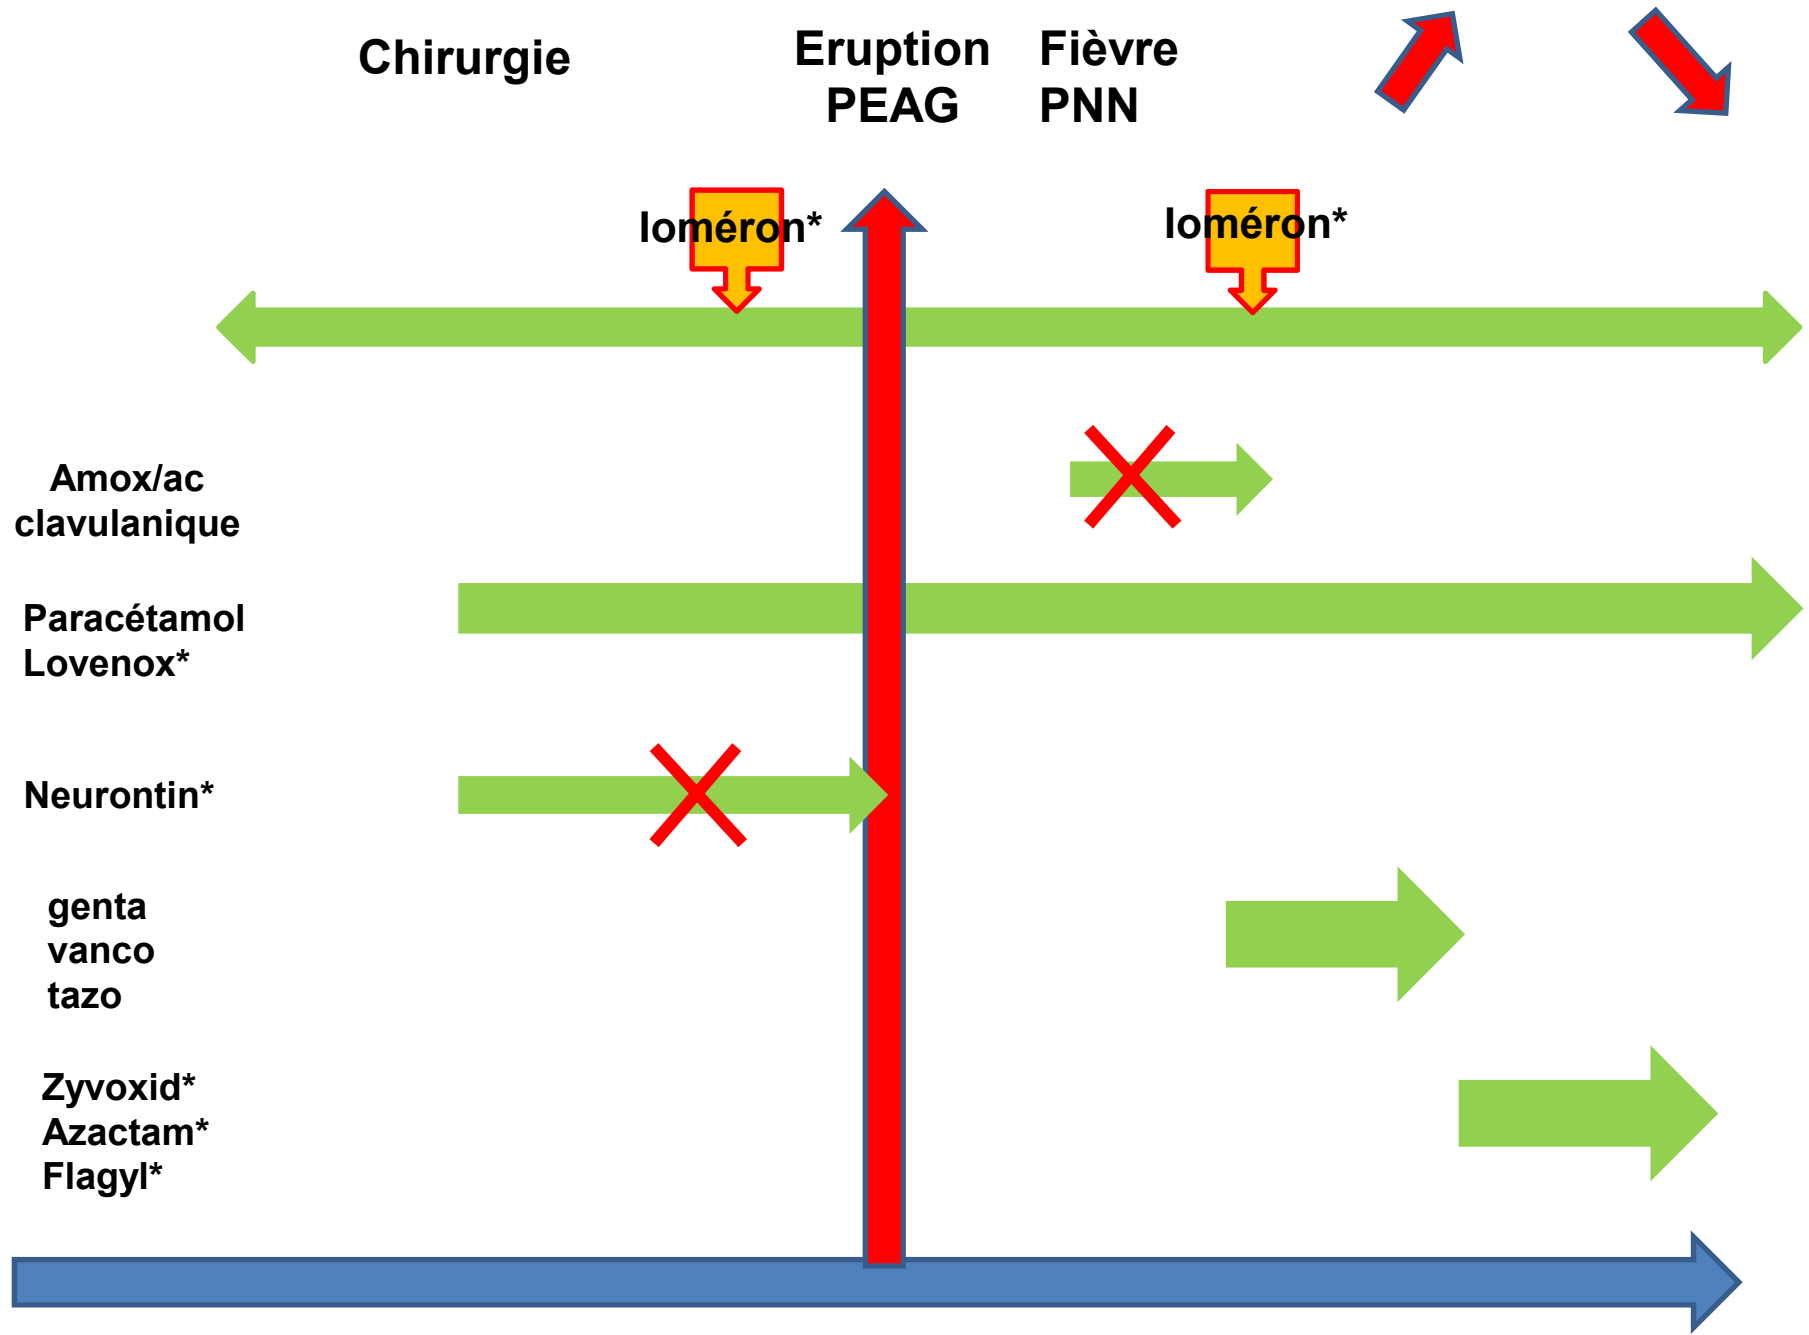 Chirurgie
Eruption
PEAG
Fièvre
PNN
Ioméron*
Ioméron*
Amox/ac
clavulanique
Paracétamol
Lovenox*
Neurontin*
genta
vanco
tazo
Zyvoxid*
Azactam*
Flagyl*